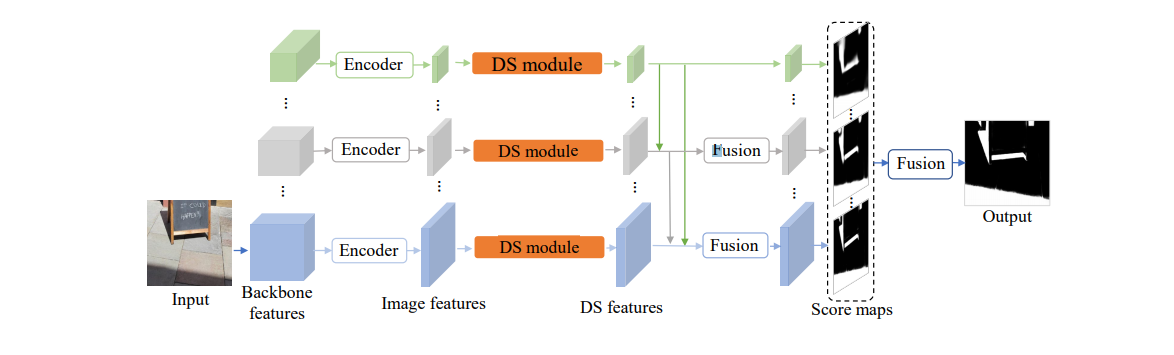 Encoder
DS module
Encoder
DS module
Fusion
Fusion
Encoder
DS module
Fusion
Input
Backbone
features
Image features
DS features
Score maps
Output